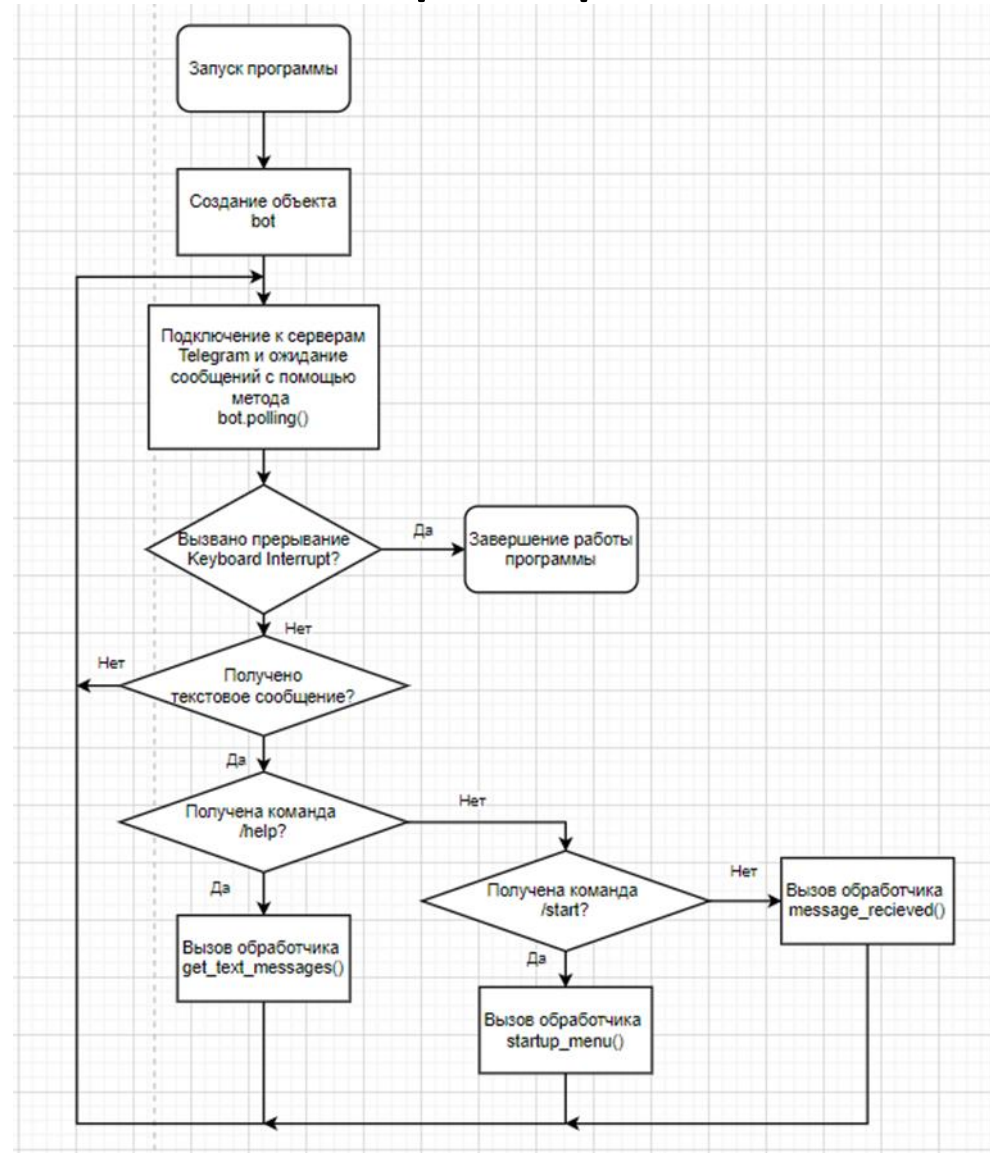 Запуск программы
Создание объекта
bot
Подключение к серверам
Telegram и ожидание
сообщений с помощью
метода
bot.polling()
Вызвано прерывание
Keyboard Interrupt?
Да
Завершение работы
программы
Нет
Нет
Получено
текстовое сообщение?
Да
Получена команда
/help?
Нет
Да
Получена команда
/start?
Нет
Вызов обработчика
message_recieved()
Вызов обработчика
get_text_messages()
Да
Вызов обработчика
startup_menu()